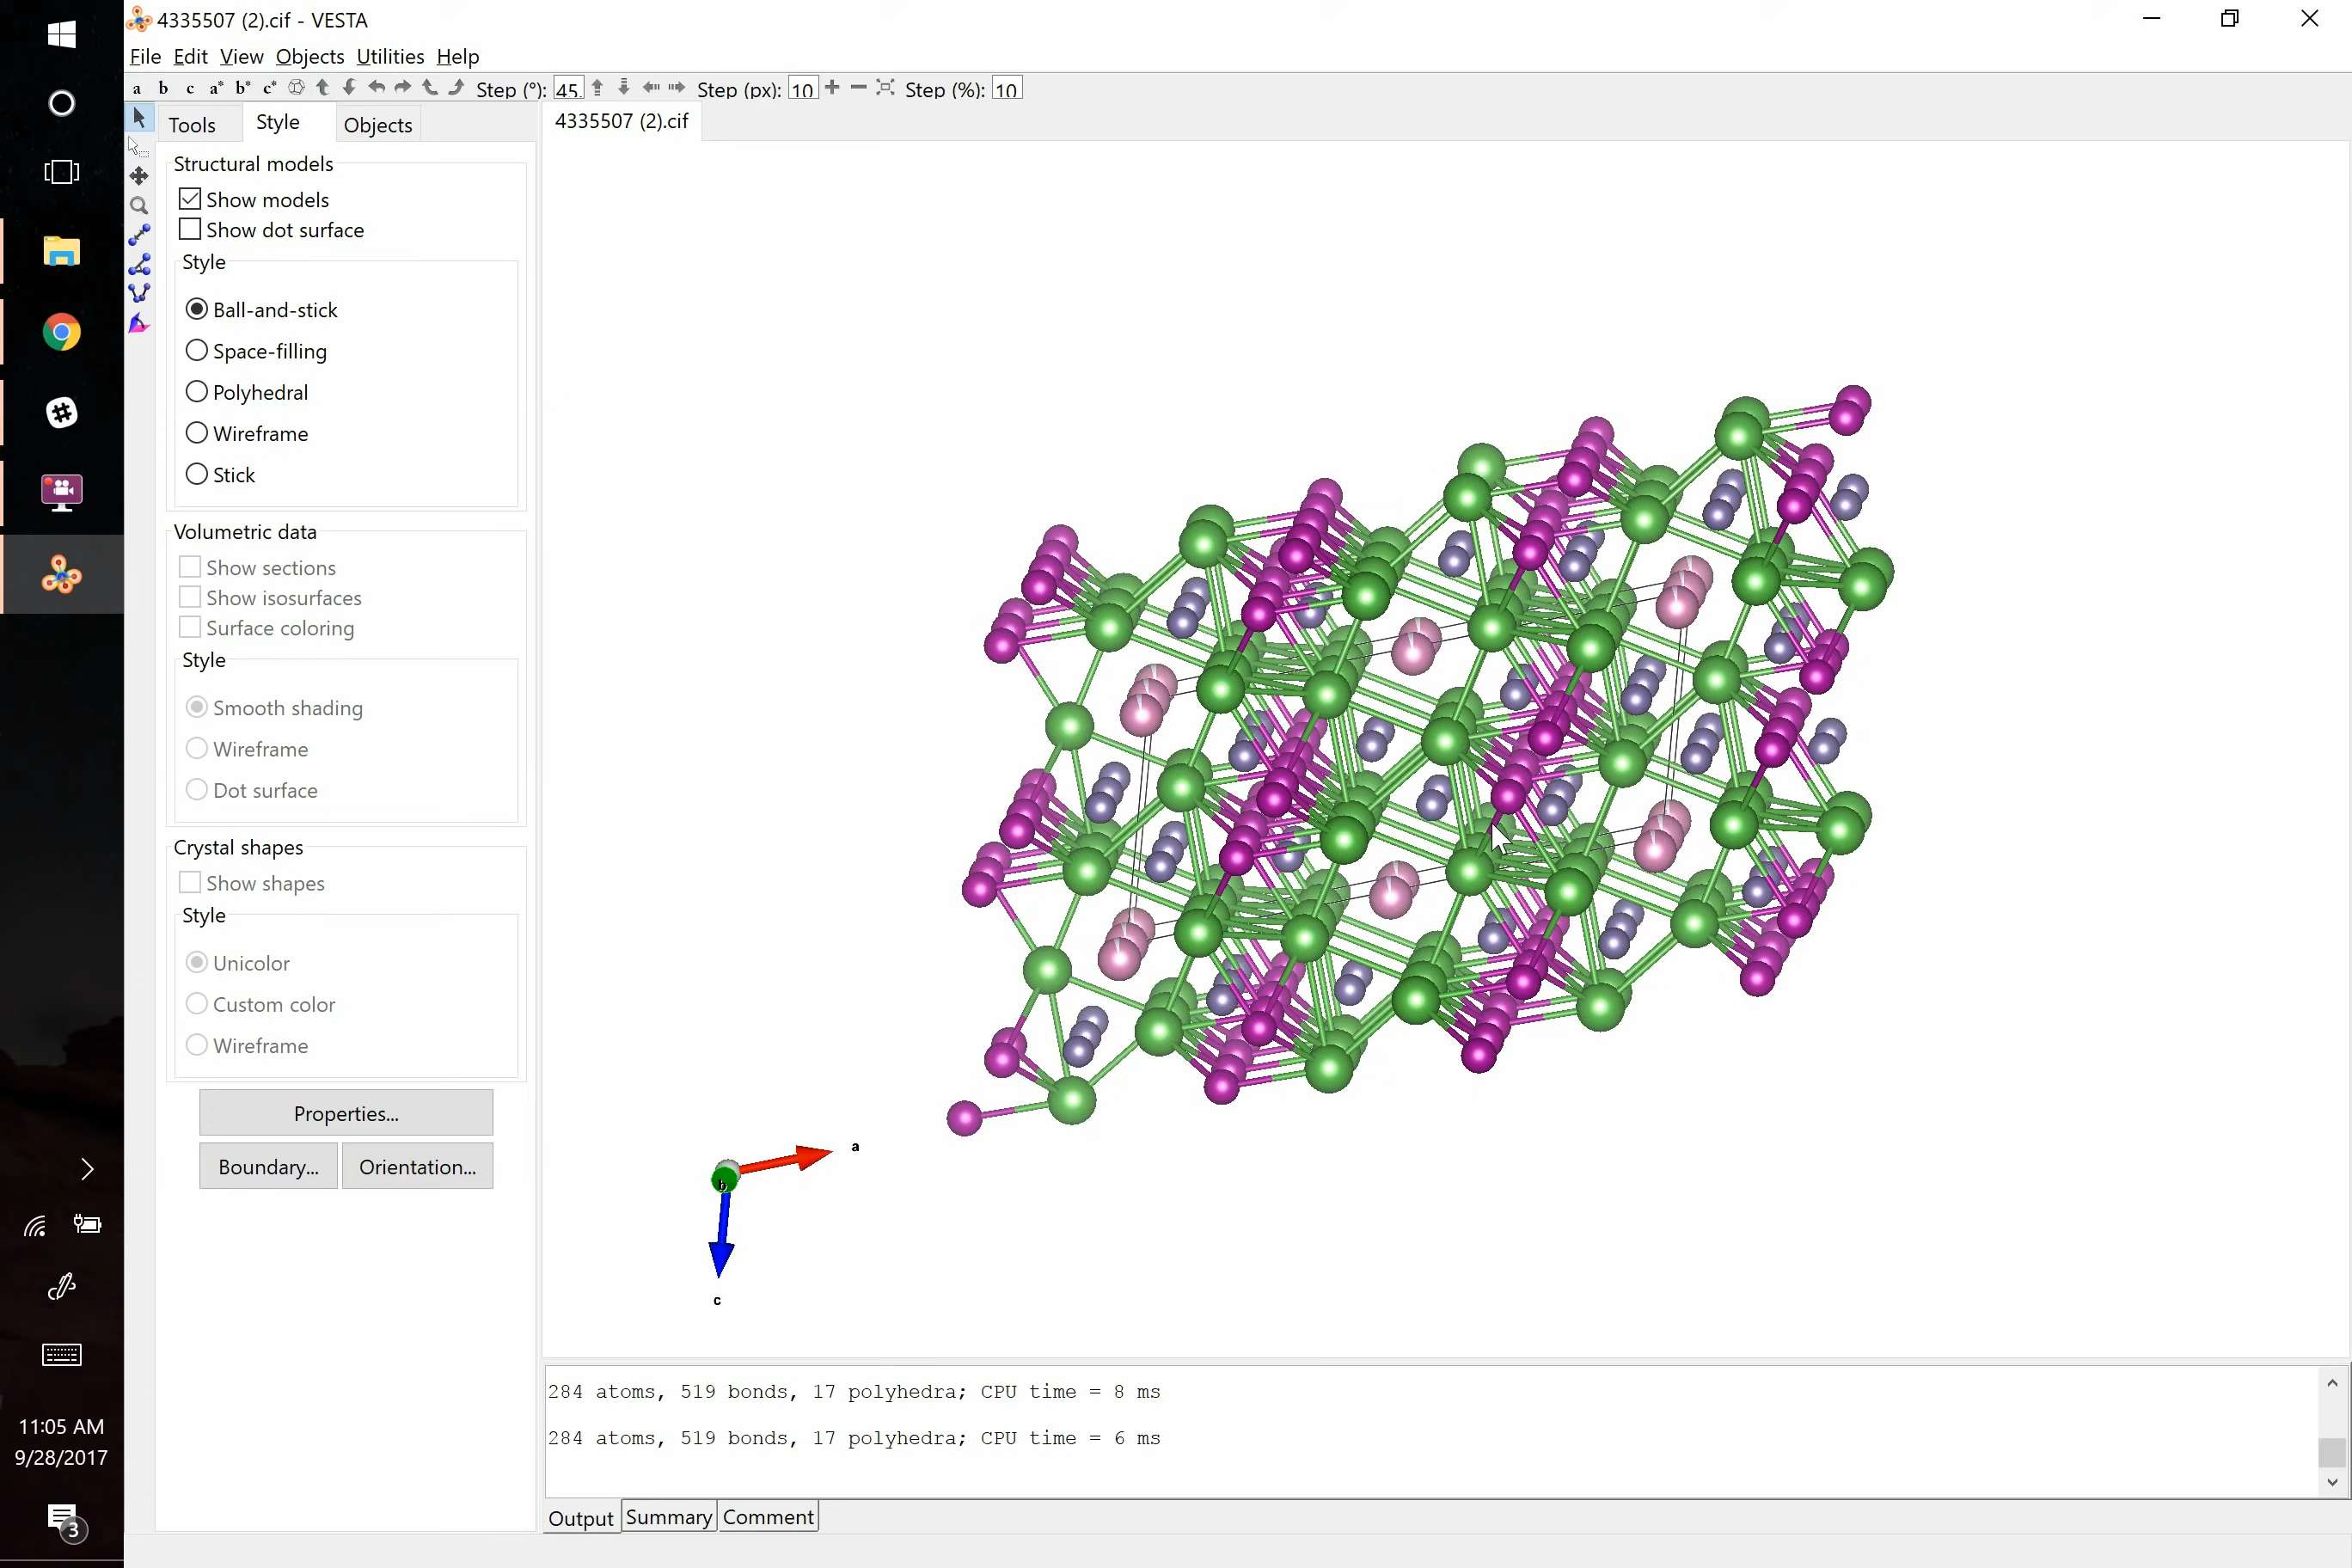 4335507 (2).cif - VESTA
File Edit View Objects Utilities Help
a b c a* b* c* Step (°): 45. Step (px): 10 Step (%): 10
Tools Style Objects
4335507 (2).cif
Structural models
Show models
Show dot surface
Style
Ball-and-stick
Space-filling
Polyhedral
Wireframe
Stick
Volumetric data
Show sections
Show isosurfaces
Surface coloring
Style
Smooth shading
Wireframe
Dot surface
Crystal shapes
Show shapes
Style
Unicolor
Custom color
Wireframe
Properties...
Boundary... Orientation...
a
b
c
284 atoms, 519 bonds, 17 polyhedra; CPU time = 8 ms
284 atoms, 519 bonds, 17 polyhedra; CPU time = 6 ms
Output Summary Comment
11:05 AM
9/28/2017
3